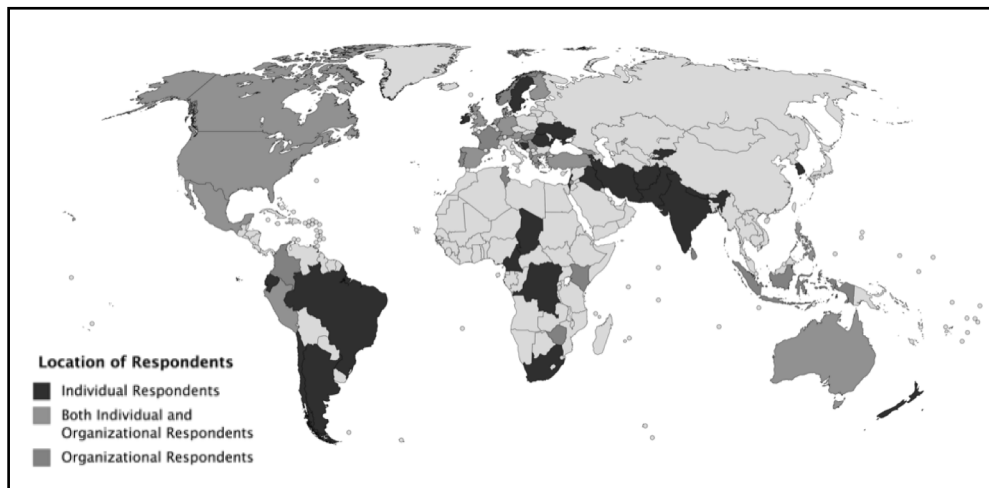 Location of Respondents
Individual Respondents
Both Individual and
Organizational Respondents
Organizational Respondents